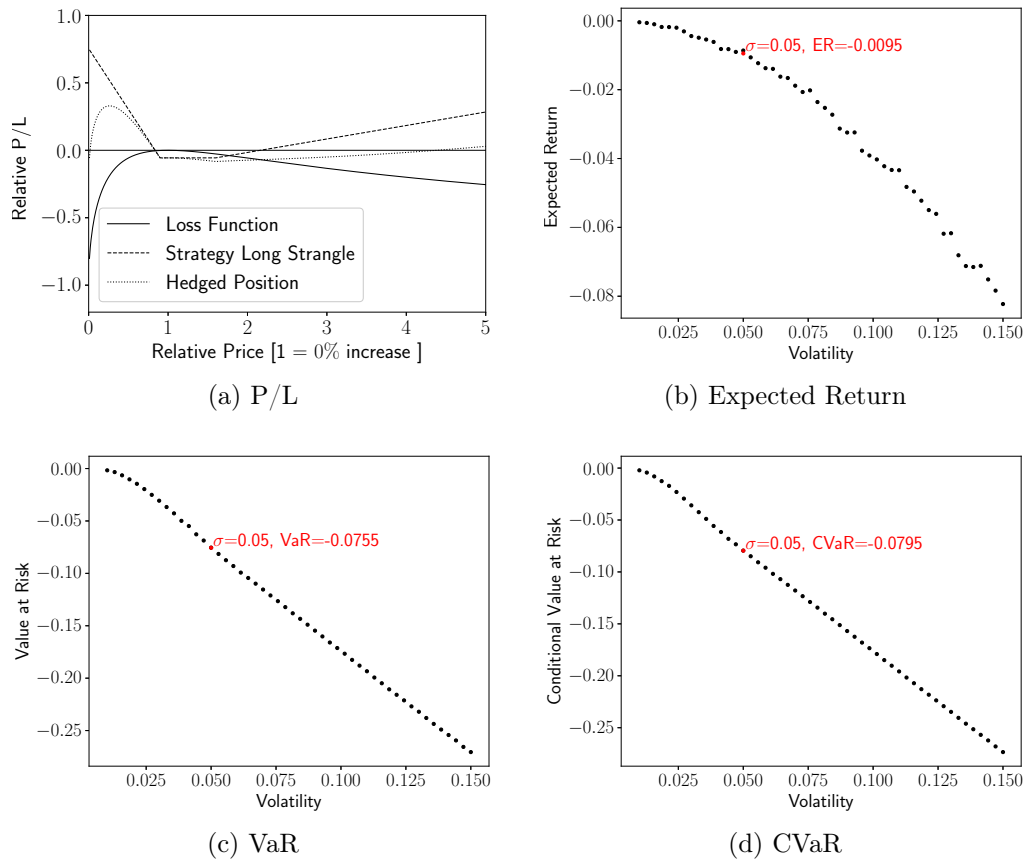 1.0
0.5
0.0
−0.5
−1.0
Relative P/L
Loss Function
Strategy Long Strangle
Hedged Position
0 1 2 3 4 5
Relative Price [1 = 0% increase ]
(a) P/L
0.00
−0.02
−0.04
−0.06
−0.08
Expected Return
σ=0.05, ER=-0.0095
0.025 0.050 0.075 0.100 0.125 0.150
Volatility
(b) Expected Return
0.00
−0.05
−0.10
−0.15
−0.20
−0.25
Value at Risk
σ=0.05, VaR=-0.0755
0.025 0.050 0.075 0.100 0.125 0.150
Volatility
(c) VaR
0.00
−0.05
−0.10
−0.15
−0.20
−0.25
Conditional Value at Risk
σ=0.05, CVaR=-0.0795
0.025 0.050 0.075 0.100 0.125 0.150
Volatility
(d) CVaR